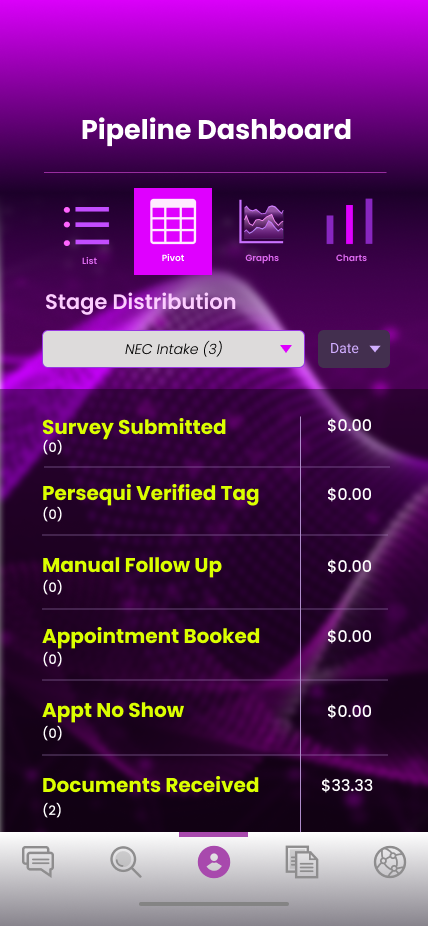 Pipeline Dashboard
List Pivot Graphs Charts
Stage Distribution
NEC Intake (3) Date
Survey Submitted $0.00
(0)
Persequi Verified Tag $0.00
(0)
Manual Follow Up $0.00
(0)
Appointment Booked $0.00
(0)
Appt No Show $0.00
(0)
Documents Received $33.33
(2)